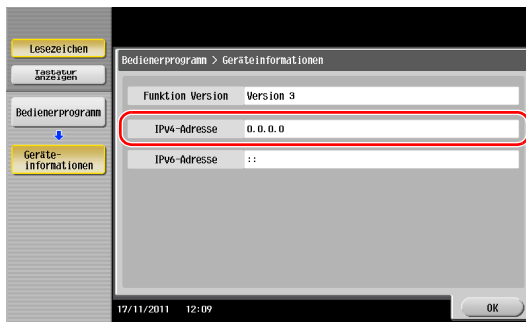 Lesezeichen
Tastatur
anzeigen
Bedienerprogramm
Geräte-
informationen
Bedienerprogramm > Geräteinformationen
Funktion Version Version 3
IPv4-Adresse 0.0.0.0
IPv6-Adresse ::
17/11/2011 12:09
OK